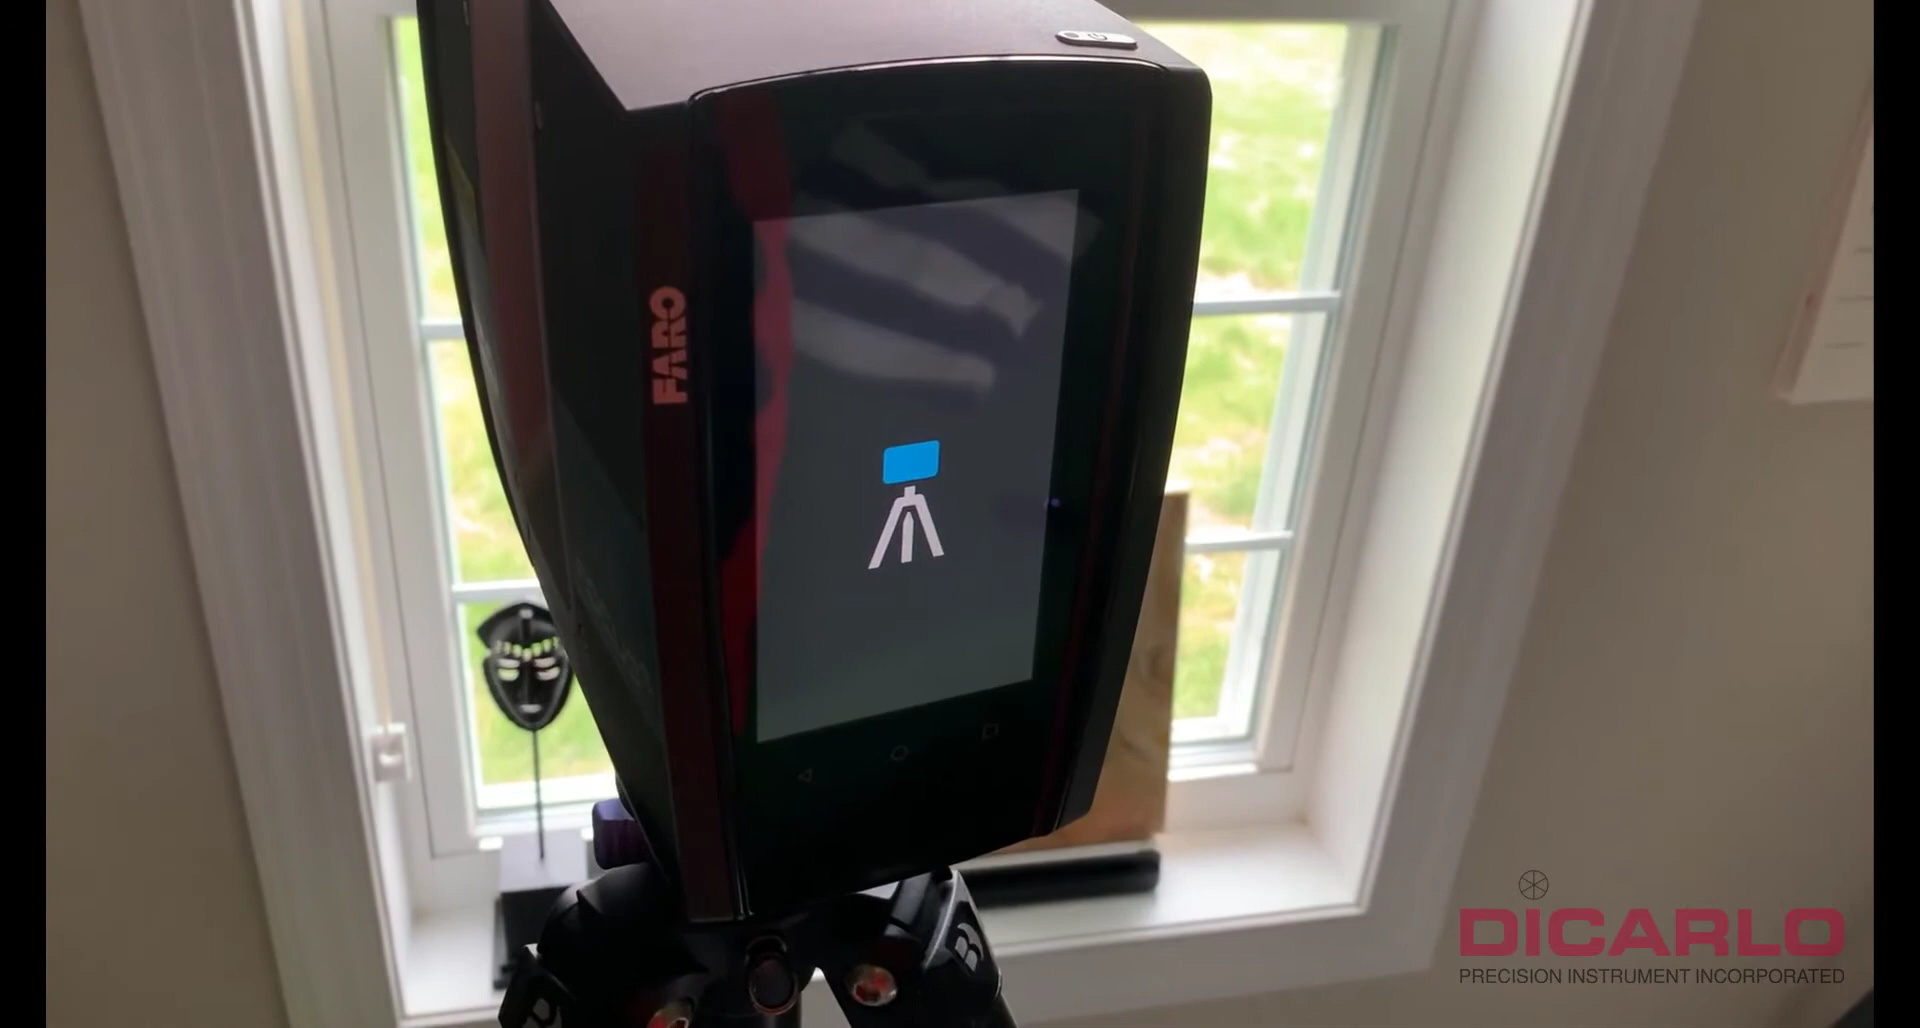 FARO
B
B
DICARLO
PRECISION INSTRUMENT INCORPORATED